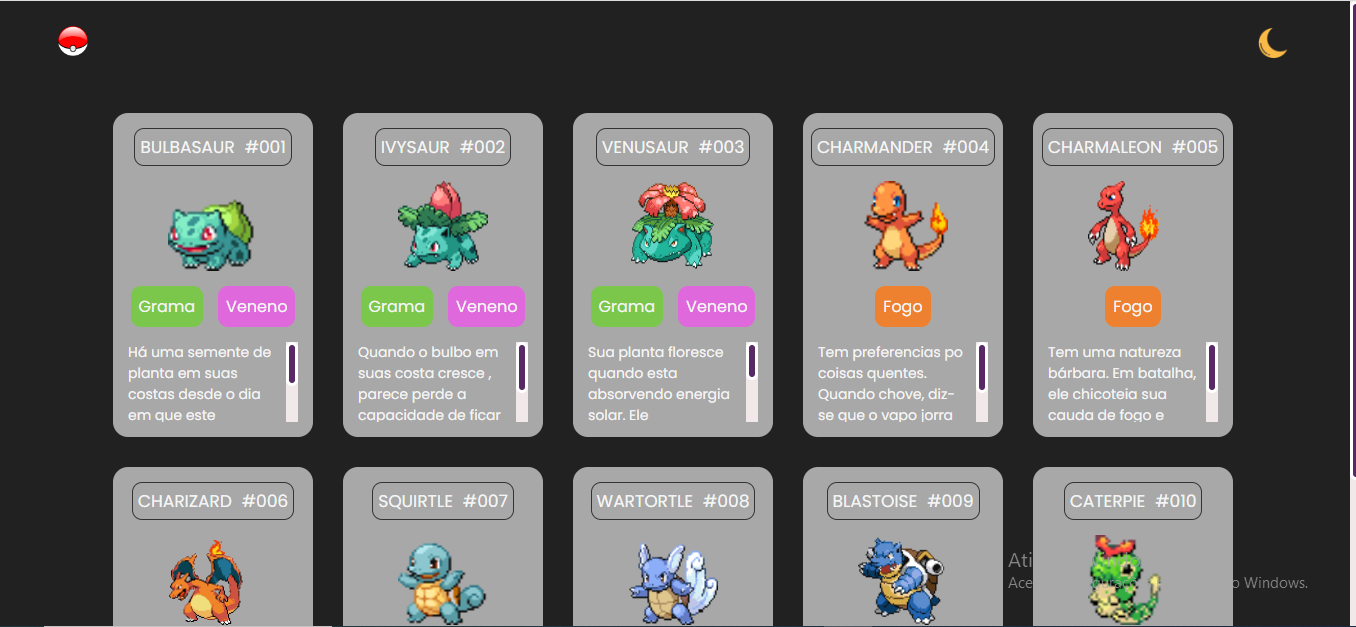 BULBASAUR #001
IVYSAUR #002
VENUSAUR #003
CHARMANDER #004
CHARMALEON #005
Grama Veneno
Grama Veneno
Grama Veneno
Fogo
Fogo
Há uma semente de
planta em suas
costas desde o dia
em que este
Quando o bulbo em
suas costa cresce ,
parece perde a
capacidade de ficar
Sua planta floresce
quando esta
absorvendo energia
solar. Ele
Tem preferencias po
coisas quentes.
Quando chove, diz-
se que o vapo jorra
Tem uma natureza
bárbara. Em batalha,
ele chicoteia sua
cauda de fogo e
CHARIZARD #006
SQUIRTLE #007
WARTORTLE #008
BLASTOISE #009
CATERPIE #010
o Windows.